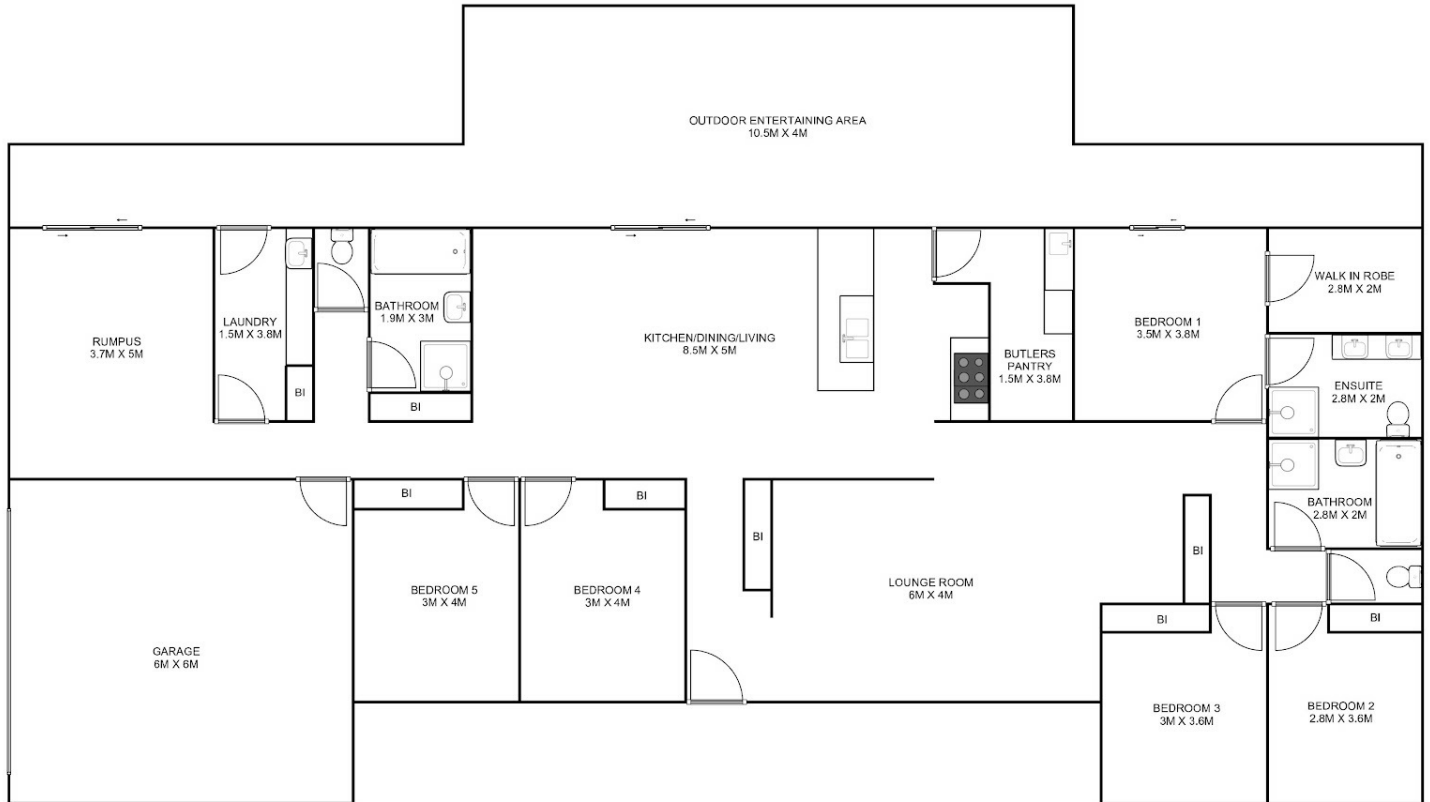 OUTDOOR ENTERTAINING AREA
10.5M X 4M
RUMPUS
3.7M X 5M
LAUNDRY
1.5M X 3.8M
BI
BATHROOM
1.9M X 3M
BI
KITCHEN/DINING/LIVING
8.5M X 5M
BUTLERS
PANTRY
1.5M X 3.8M
BEDROOM 1
3.5M X 3.8M
WALK IN ROBE
2.8M X 2M
ENSUITE
2.8M X 2M
BATHROOM
2.8M X 2M
GARAGE
6M X 6M
BI
BEDROOM 5
3M X 4M
BI
BEDROOM 4
3M X 4M
BI
LOUNGE ROOM
6M X 4M
BI
BI
BEDROOM 3
3M X 3.6M
BI
BEDROOM 2
2.8M X 3.6M